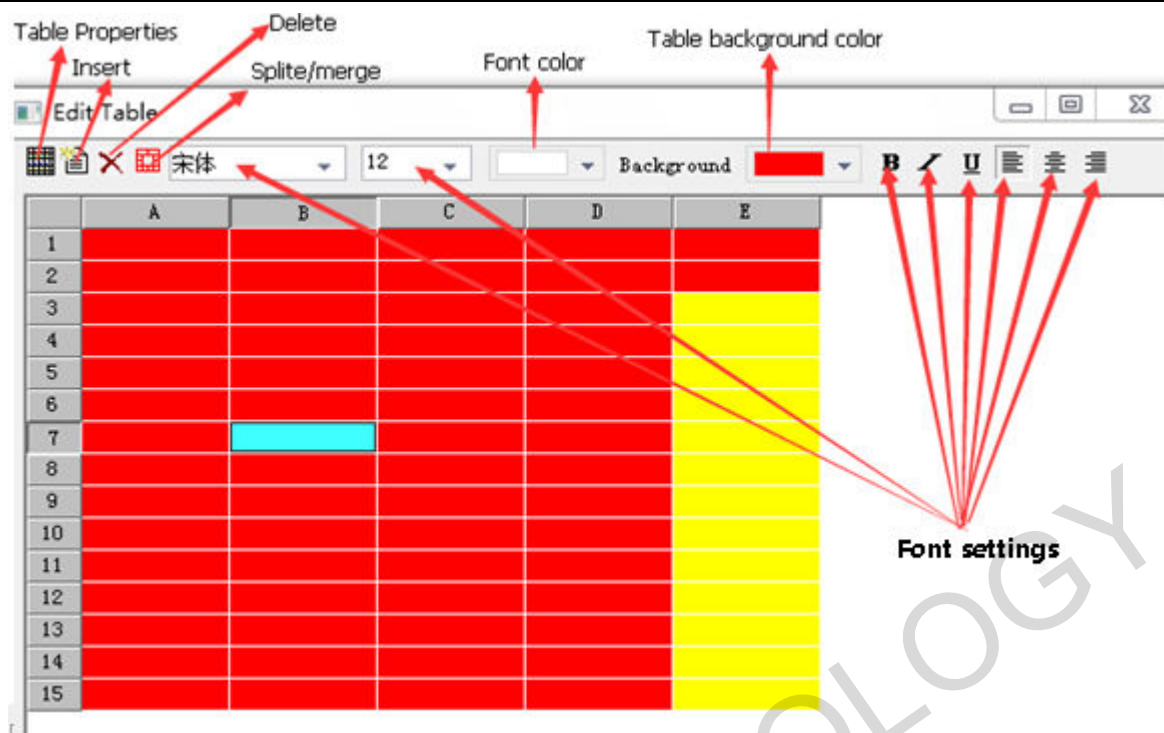 Table Properties
Delete
Insert
Splite/merge
Font color
Table background color
Edit Table
宋体
12
Background
B I U
A B C D E
1
2
3
4
5
6
7
8
9
10
11
12
13
14
15
Font settings
OLOGY